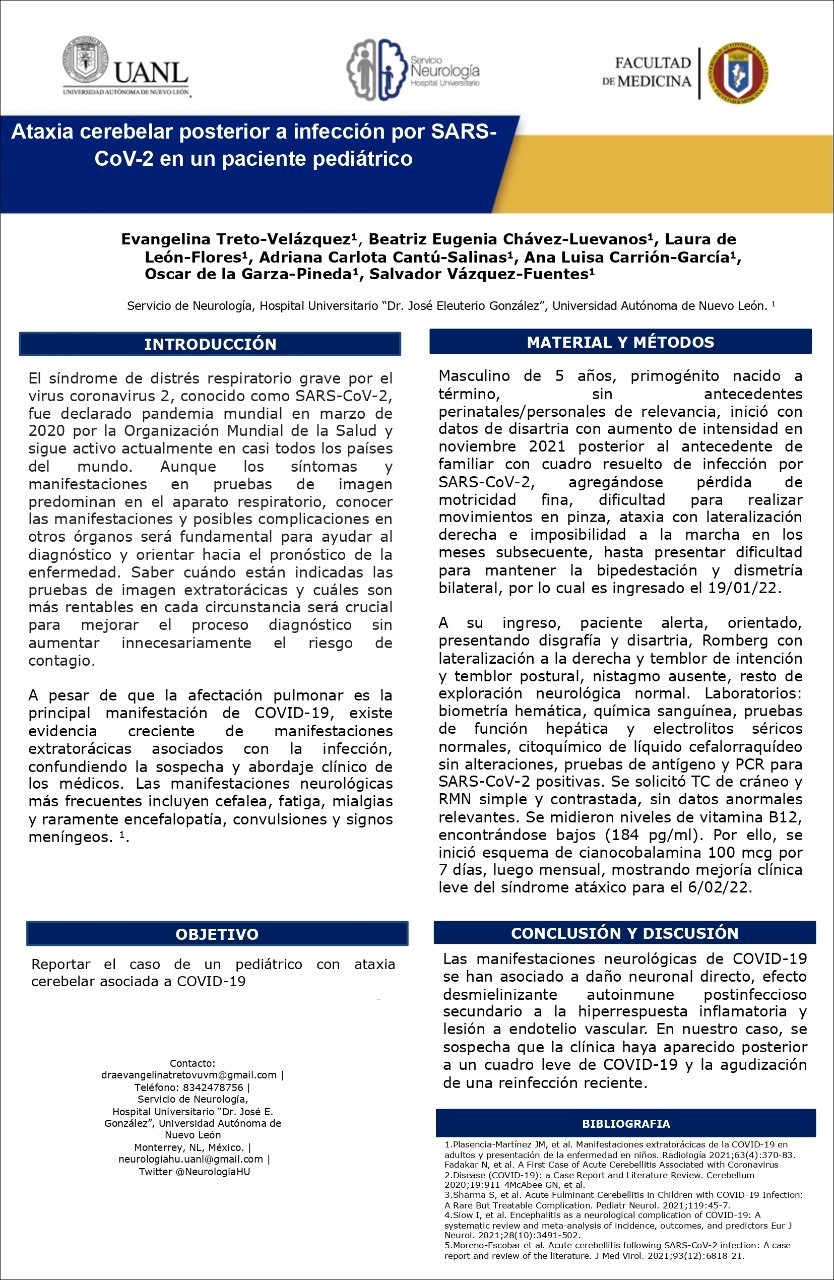 UANL
UNIVERSIDAD AUTÓNOMA DE NUEVO LEÓN
Servicio
Neurología
Hospital Universitario
FACULTAD
DE MEDICINA
Ataxia cerebelar posterior a infección por SARS-
CoV-2 en un paciente pediátrico
Evangelina Treto-Velázquez¹, Beatriz Eugenia Chávez-Luevanos¹, Laura de
León-Flores¹, Adriana Carlota Cantú-Salinas¹, Ana Luisa Carrión-García¹,
Oscar de la Garza-Pineda¹, Salvador Vázquez-Fuentes¹
Servicio de Neurología, Hospital Universitario “Dr. José Eleuterio González”, Universidad Autónoma de Nuevo León. ¹
INTRODUCCIÓN
El síndrome de distrés respiratorio grave por el
virus coronavirus 2, conocido como SARS-CoV-2,
fue declarado pandemia mundial en marzo de
2020 por la Organización Mundial de la Salud y
sigue activo actualmente en casi todos los países
del mundo. Aunque los síntomas y
manifestaciones en pruebas de imagen
predominan en el aparato respiratorio, conocer
las manifestaciones y posibles complicaciones en
otros órganos será fundamental para ayudar al
diagnóstico y orientar hacia el pronóstico de la
enfermedad. Saber cuándo están indicadas las
pruebas de imagen extratorácicas y cuáles son
más rentables en cada circunstancia será crucial
para mejorar el proceso diagnóstico sin
aumentar innecesariamente el riesgo de
contagio.
A pesar de que la afectación pulmonar es la
principal manifestación de COVID-19, existe
evidencia creciente de manifestaciones
extratorácicas asociados con la infección,
confundiendo la sospecha y abordaje clínico de
los médicos. Las manifestaciones neurológicas
más frecuentes incluyen cefalea, fatiga, mialgias
y raramente encefalopatía, convulsiones y signos
meníngeos. ¹.
OBJETIVO
Reportar el caso de un pediátrico con ataxia
cerebelar asociada a COVID-19
Contacto:
draevangelinatretovuvm@gmail.com |
Teléfono: 8342478756 |
Servicio de Neurología,
Hospital Universitario “Dr. José E.
González”, Universidad Autónoma de
Nuevo León
Monterrey, NL, México. |
neurologiahu.uanl@gmail.com |
Twitter @NeurologiaHU
MATERIAL Y MÉTODOS
Masculino de 5 años, primogénito nacido a
término, sin antecedentes
perinatales/personales de relevancia, inició con
datos de disartria con aumento de intensidad en
noviembre 2021 posterior al antecedente de
familiar con cuadro resuelto de infección por
SARS-CoV-2, agregándose pérdida de
motricidad fina, dificultad para realizar
movimientos en pinza, ataxia con lateralización
derecha e imposibilidad a la marcha en los
meses subsecuente, hasta presentar dificultad
para mantener la bipedestación y dismetría
bilateral, por lo cual es ingresado el 19/01/22.
A su ingreso, paciente alerta, orientado,
presentando disgrafía y disartria, Romberg con
lateralización a la derecha y temblor de intención
y temblor postural, nistagmo ausente, resto de
exploración neurológica normal. Laboratorios:
biometría hemática, química sanguínea, pruebas
de función hepática y electrolitos séricos
normales, citoquímico de líquido cefalorraquídeo
sin alteraciones, pruebas de antígeno y PCR para
SARS-CoV-2 positivas. Se solicitó TC de cráneo y
RMN simple y contrastada, sin datos anormales
relevantes. Se midieron niveles de vitamina B12,
encontrándose bajos (184 pg/ml). Por ello, se
inició esquema de cianocobalamina 100 mcg por
7 días, luego mensual, mostrando mejoría clínica
leve del síndrome atáxico para el 6/02/22.
CONCLUSIÓN Y DISCUSIÓN
Las manifestaciones neurológicas de COVID-19
se han asociado a daño neuronal directo, efecto
desmielinizante autoinmune postinfeccioso
secundario a la hiperrespuesta inflamatoria y
lesión a endotelio vascular. En nuestro caso, se
sospecha que la clínica haya aparecido posterior
a un cuadro leve de COVID-19 y la agudización
de una reinfección reciente.
BIBLIOGRAFIA
1.Plasencia-Martínez JM, et al. Manifestaciones extratorácicas de la COVID-19 en
adultos y presentación de la enfermedad en niños. Radiología 2021;63(4):370-83.
Fadakar N, et al. A First Case of Acute Cerebellitis Associated with Coronavirus
2.Disease (COVID-19): a Case Report and Literature Review. Cerebellum
2020;19:911-4McAbee GN, et al.
3.Sharma S, et al. Acute Fulminant Cerebellitis in Children with COVID-19 Infection:
A Rare But Treatable Complication. Pediatr Neurol. 2021;119:45-7.
4.Siow I, et al. Encephalitis as a neurological complication of COVID-19: A
systematic review and meta-analysis of incidence, outcomes, and predictors Eur J
Neurol. 2021;28(10):3491-502.
5.Moreno-Escobar et al. Acute cerebellitis following SARS-CoV-2 infection: A case
report and review of the literature. J Med Virol. 2021;93(12):6818-21.